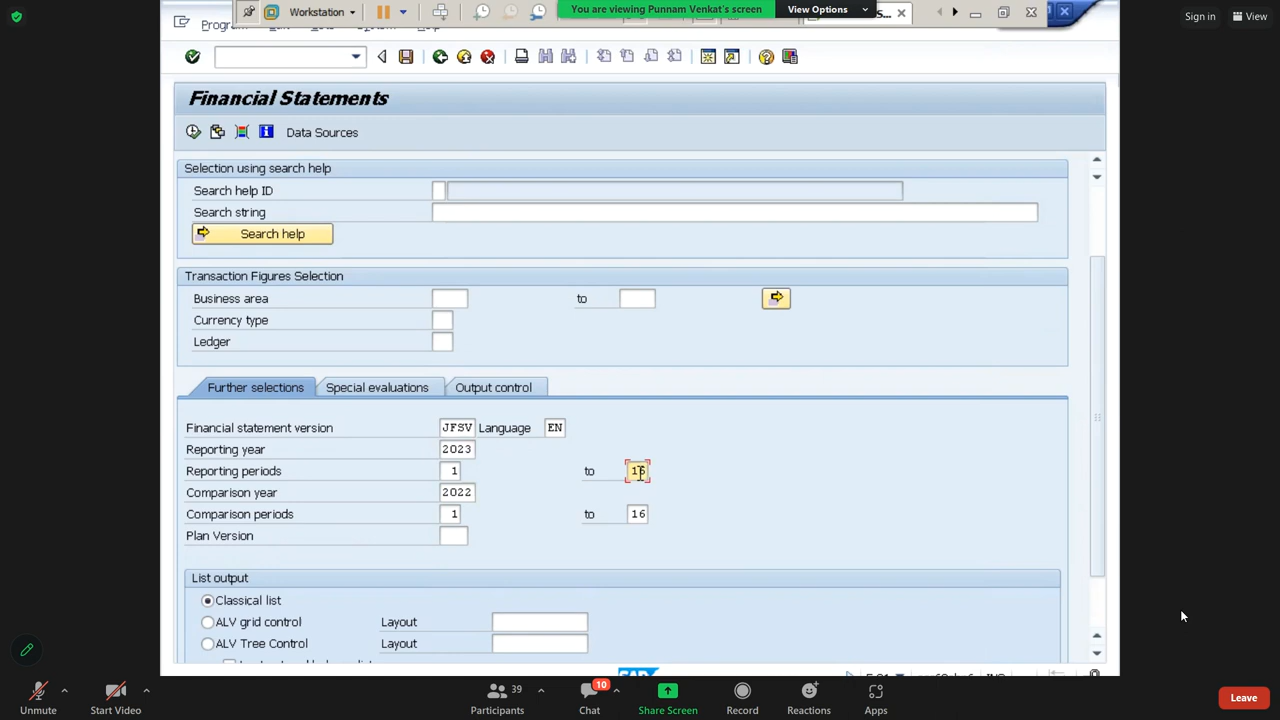 Workstation
You are viewing Punnam Venkat's screen
View Options
S...
Sign in
View
Program
Financial Statements
Data Sources
Selection using search help
Search help ID
Search string
Search help
Transaction Figures Selection
Business area to
Currency type
Ledger
Further selections Special evaluations Output control
Financial statement version JFSV Language EN
Reporting year 2023
Reporting periods 1 to 16
Comparison year 2022
Comparison periods 1 to 16
Plan Version
List output
Classical list
ALV grid control Layout
ALV Tree Control Layout
Unmute
Start Video
Participants 39
Chat 10
Share Screen
Record
Reactions
Apps
Leave